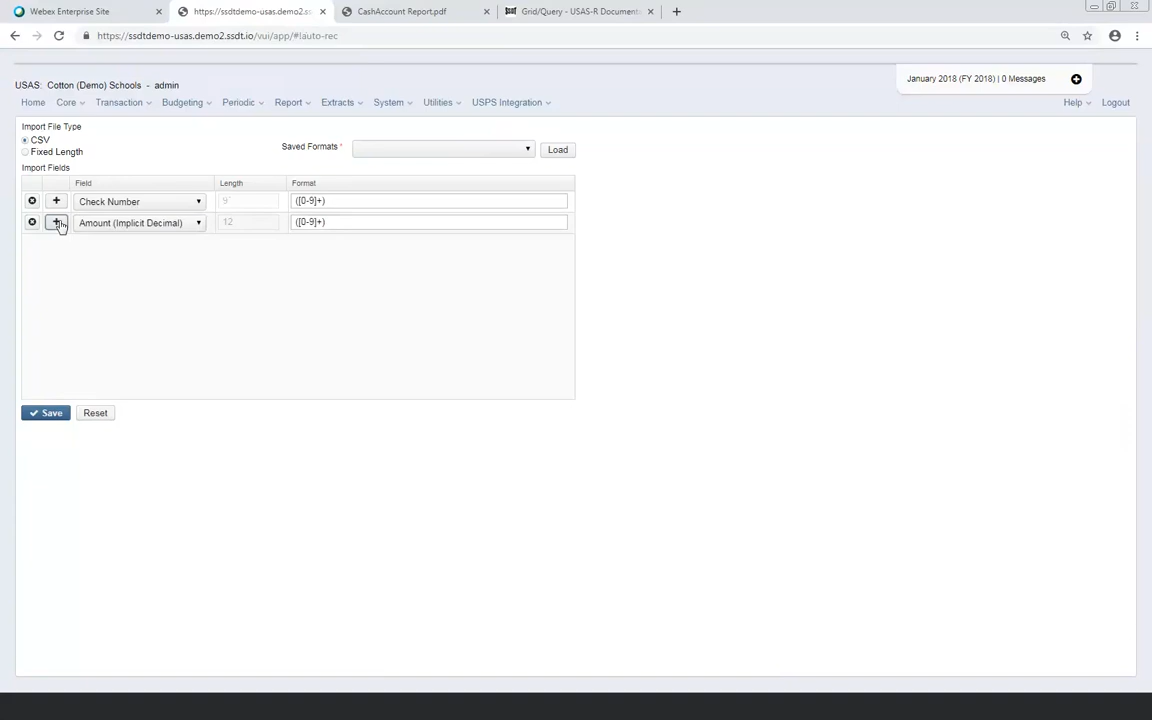 Webex Enterprise Site
https://ssdtdemo-usas.demo2.ss
CashAccount Report.pdf
Grid/Query - USAS-R Document
https://ssdtdemo-usas.demo2.ssdt.io/vui/app/#!auto-rec
USAS: Cotton (Demo) Schools - admin
January 2018 (FY 2018) | 0 Messages
Home Core Transaction Budgeting Periodic Report Extracts System Utilities USPS Integration Help Logout
Import File Type
CSV
Fixed Length
Saved Formats *
Load
Import Fields
Field Length Format
Check Number 9 ([0-9]+)
Amount (Implicit Decimal) 12 ([0-9]+)
Save Reset